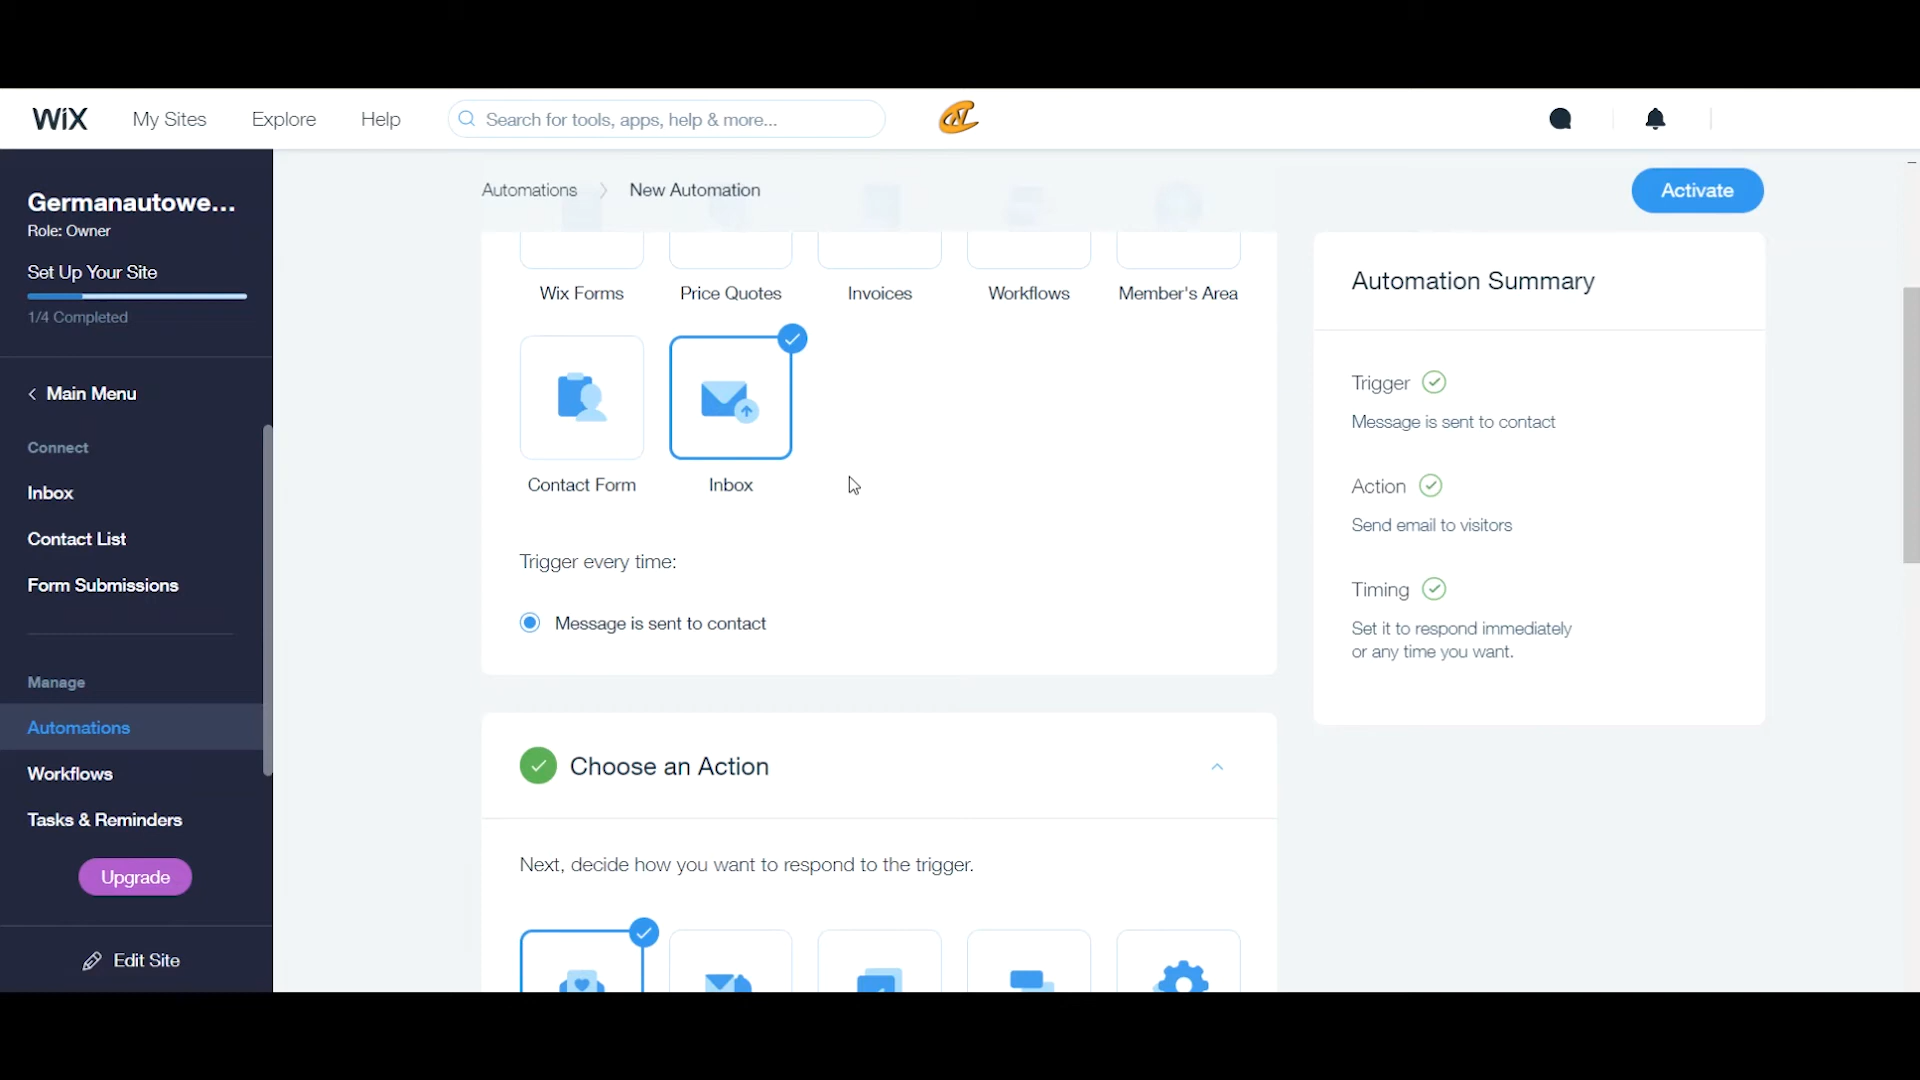 WiX
My Sites
Explore
Help
Search for tools, apps, help & more...
Germanautowe...
Role: Owner
Set Up Your Site
1/4 Completed
Main Menu
Connect
Inbox
Contact List
Form Submissions
Manage
Automations
Workflows
Tasks & Reminders
Upgrade
Edit Site
Automations
New Automation
Activate
Wix Forms
Price Quotes
Invoices
Workflows
Member's Area
Contact Form
Inbox
Trigger every time:
Message is sent to contact
Choose an Action
Next, decide how you want to respond to the trigger.
Automation Summary
Trigger
Message is sent to contact
Action
Send email to visitors
Timing
Set it to respond immediately
or any time you want.